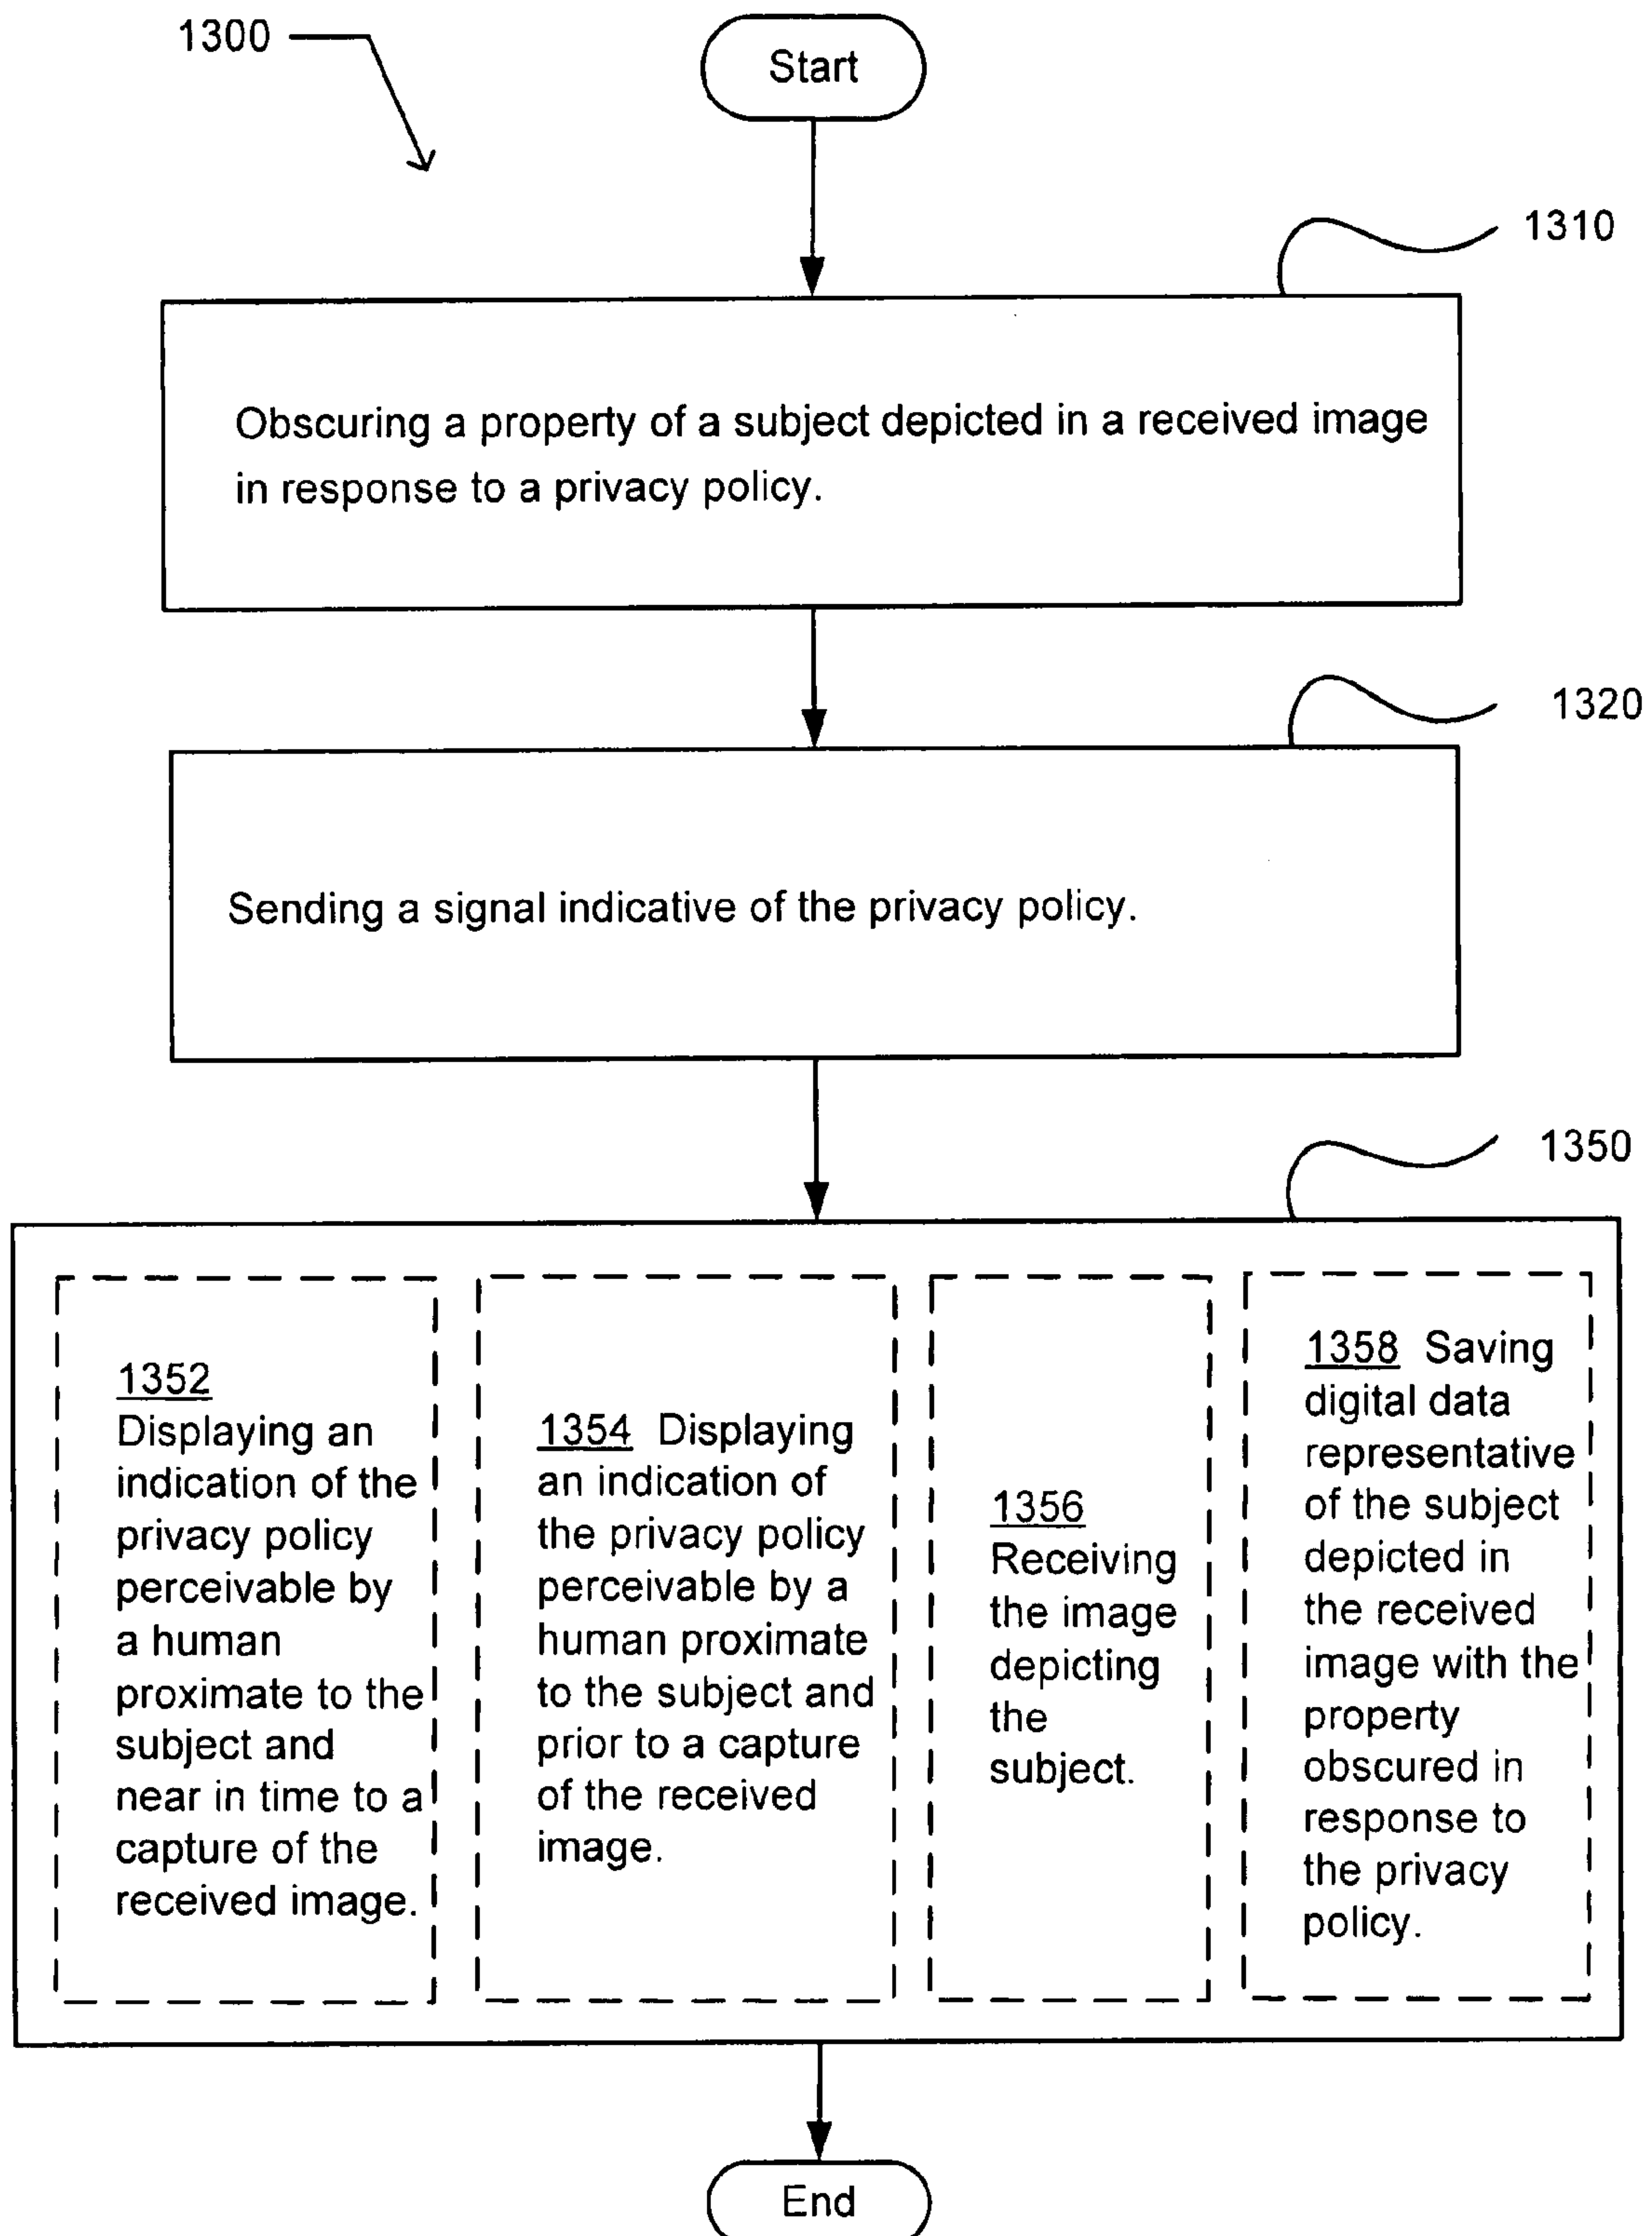 1300
Start
1310
Obscuring a property of a subject depicted in a received image
in response to a privacy policy.
1320
Sending a signal indicative of the privacy policy.
1350
1352
Displaying an
indication of the
privacy policy
perceivable by
a human
proximate to the
subject and
near in time to a
capture of the
received image.
1354 Displaying
an indication of
the privacy policy
perceivable by a
human proximate
to the subject and
prior to a capture
of the received
image.
1356
Receiving
the image
depicting
the
subject.
1358 Saving
digital data
representative
of the subject
depicted in
the received
image with the
property
obscured in
response to
the privacy
policy.
End